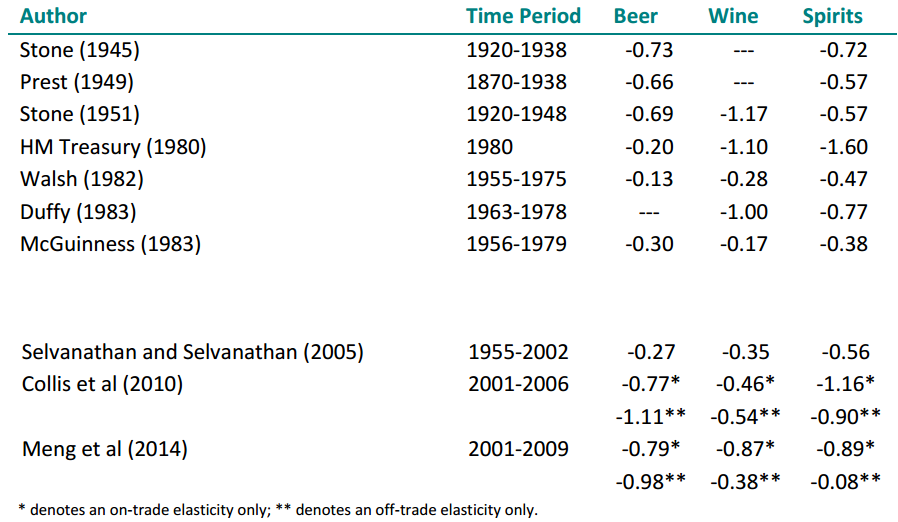 Author Time Period Beer Wine Spirits
Stone (1945) 1920-1938 -0.73 --- -0.72
Prest (1949) 1870-1938 -0.66 --- -0.57
Stone (1951) 1920-1948 -0.69 -1.17 -0.57
HM Treasury (1980) 1980 -0.20 -1.10 -1.60
Walsh (1982) 1955-1975 -0.13 -0.28 -0.47
Duffy (1983) 1963-1978 --- -1.00 -0.77
McGuinness (1983) 1956-1979 -0.30 -0.17 -0.38
Selvanathan and Selvanathan (2005) 1955-2002 -0.27 -0.35 -0.56
Collis et al (2010) 2001-2006 -0.77* -0.46* -1.16*
-1.11** -0.54** -0.90**
Meng et al (2014) 2001-2009 -0.79* -0.87* -0.89*
-0.98** -0.38** -0.08**
* denotes an on-trade elasticity only; ** denotes an off-trade elasticity only.